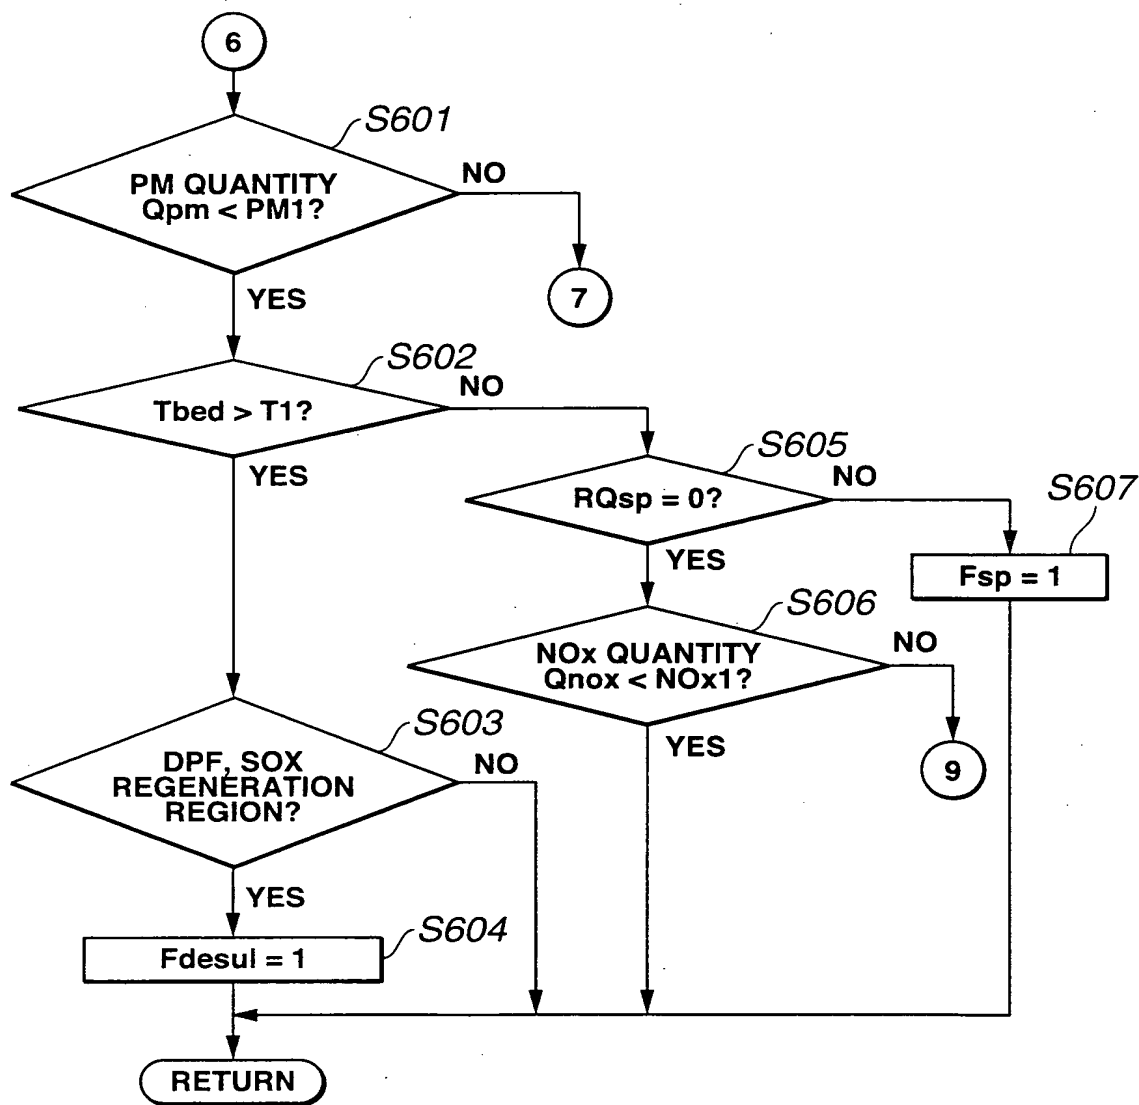 6
S601
PM QUANTITY
Qpm < PM1?
NO
7
YES
S602
Tbed > T1?
NO
YES
S605
RQsp = 0?
NO
S607
Fsp = 1
YES
S606
NOx QUANTITY
Qnox < NOx1?
NO
9
YES
S603
DPF, SOX
REGENERATION
REGION?
NO
YES
S604
Fdesul = 1
RETURN